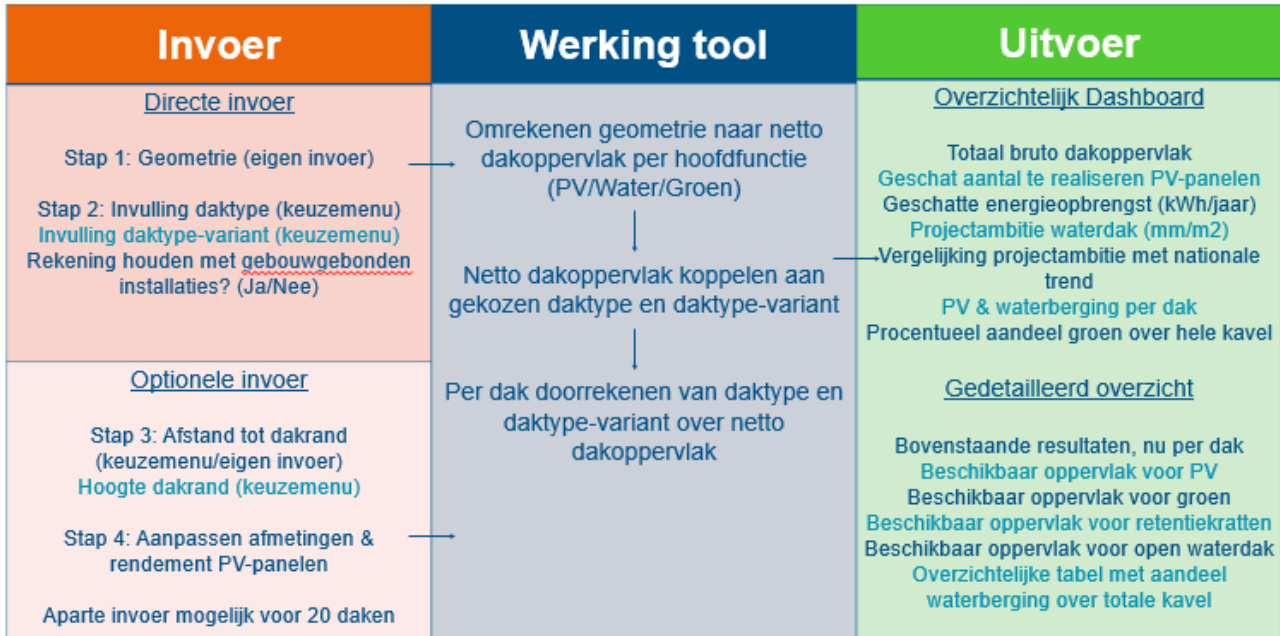 Invoer
Directe invoer
Stap 1: Geometrie (eigen invoer)
Stap 2: Invulling daktype (keuzemenu)
Invulling daktype-variant (keuzemenu)
Rekening houden met gebouwgebonden
installaties? (Ja/Nee)
Optionele invoer
Stap 3: Afstand tot dakrand
(keuzemenu/eigen invoer)
Hoogte dakrand (keuzemenu)
Stap 4: Aanpassen afmetingen &
rendement PV-panelen
Aparte invoer mogelijk voor 20 daken
Werking tool
Omrekenen geometrie naar netto
dakoppervlak per hoofdfunctie
(PV/Water/Groen)
Netto dakoppervlak koppelen aan
gekozen daktype en daktype-variant
Per dak doorrekenen van daktype en
daktype-variant over netto
dakoppervlak
Uitvoer
Overzichtelijk Dashboard
Totaal bruto dakoppervlak
Geschat aantal te realiseren PV-panelen
Geschatte energieopbrengst (kWh/jaar)
Projectambitie waterdak (mm/m2)
Vergelijking projectambitie met nationale
trend
PV & waterberging per dak
Procentueel aandeel groen over hele kavel
Gedetailleerd overzicht
Bovenstaande resultaten, nu per dak
Beschikbaar oppervlak voor PV
Beschikbaar oppervlak voor groen
Beschikbaar oppervlak voor retentiekratten
Beschikbaar oppervlak voor open waterdak
Overzichtelijke tabel met aandeel
waterberging over totale kavel